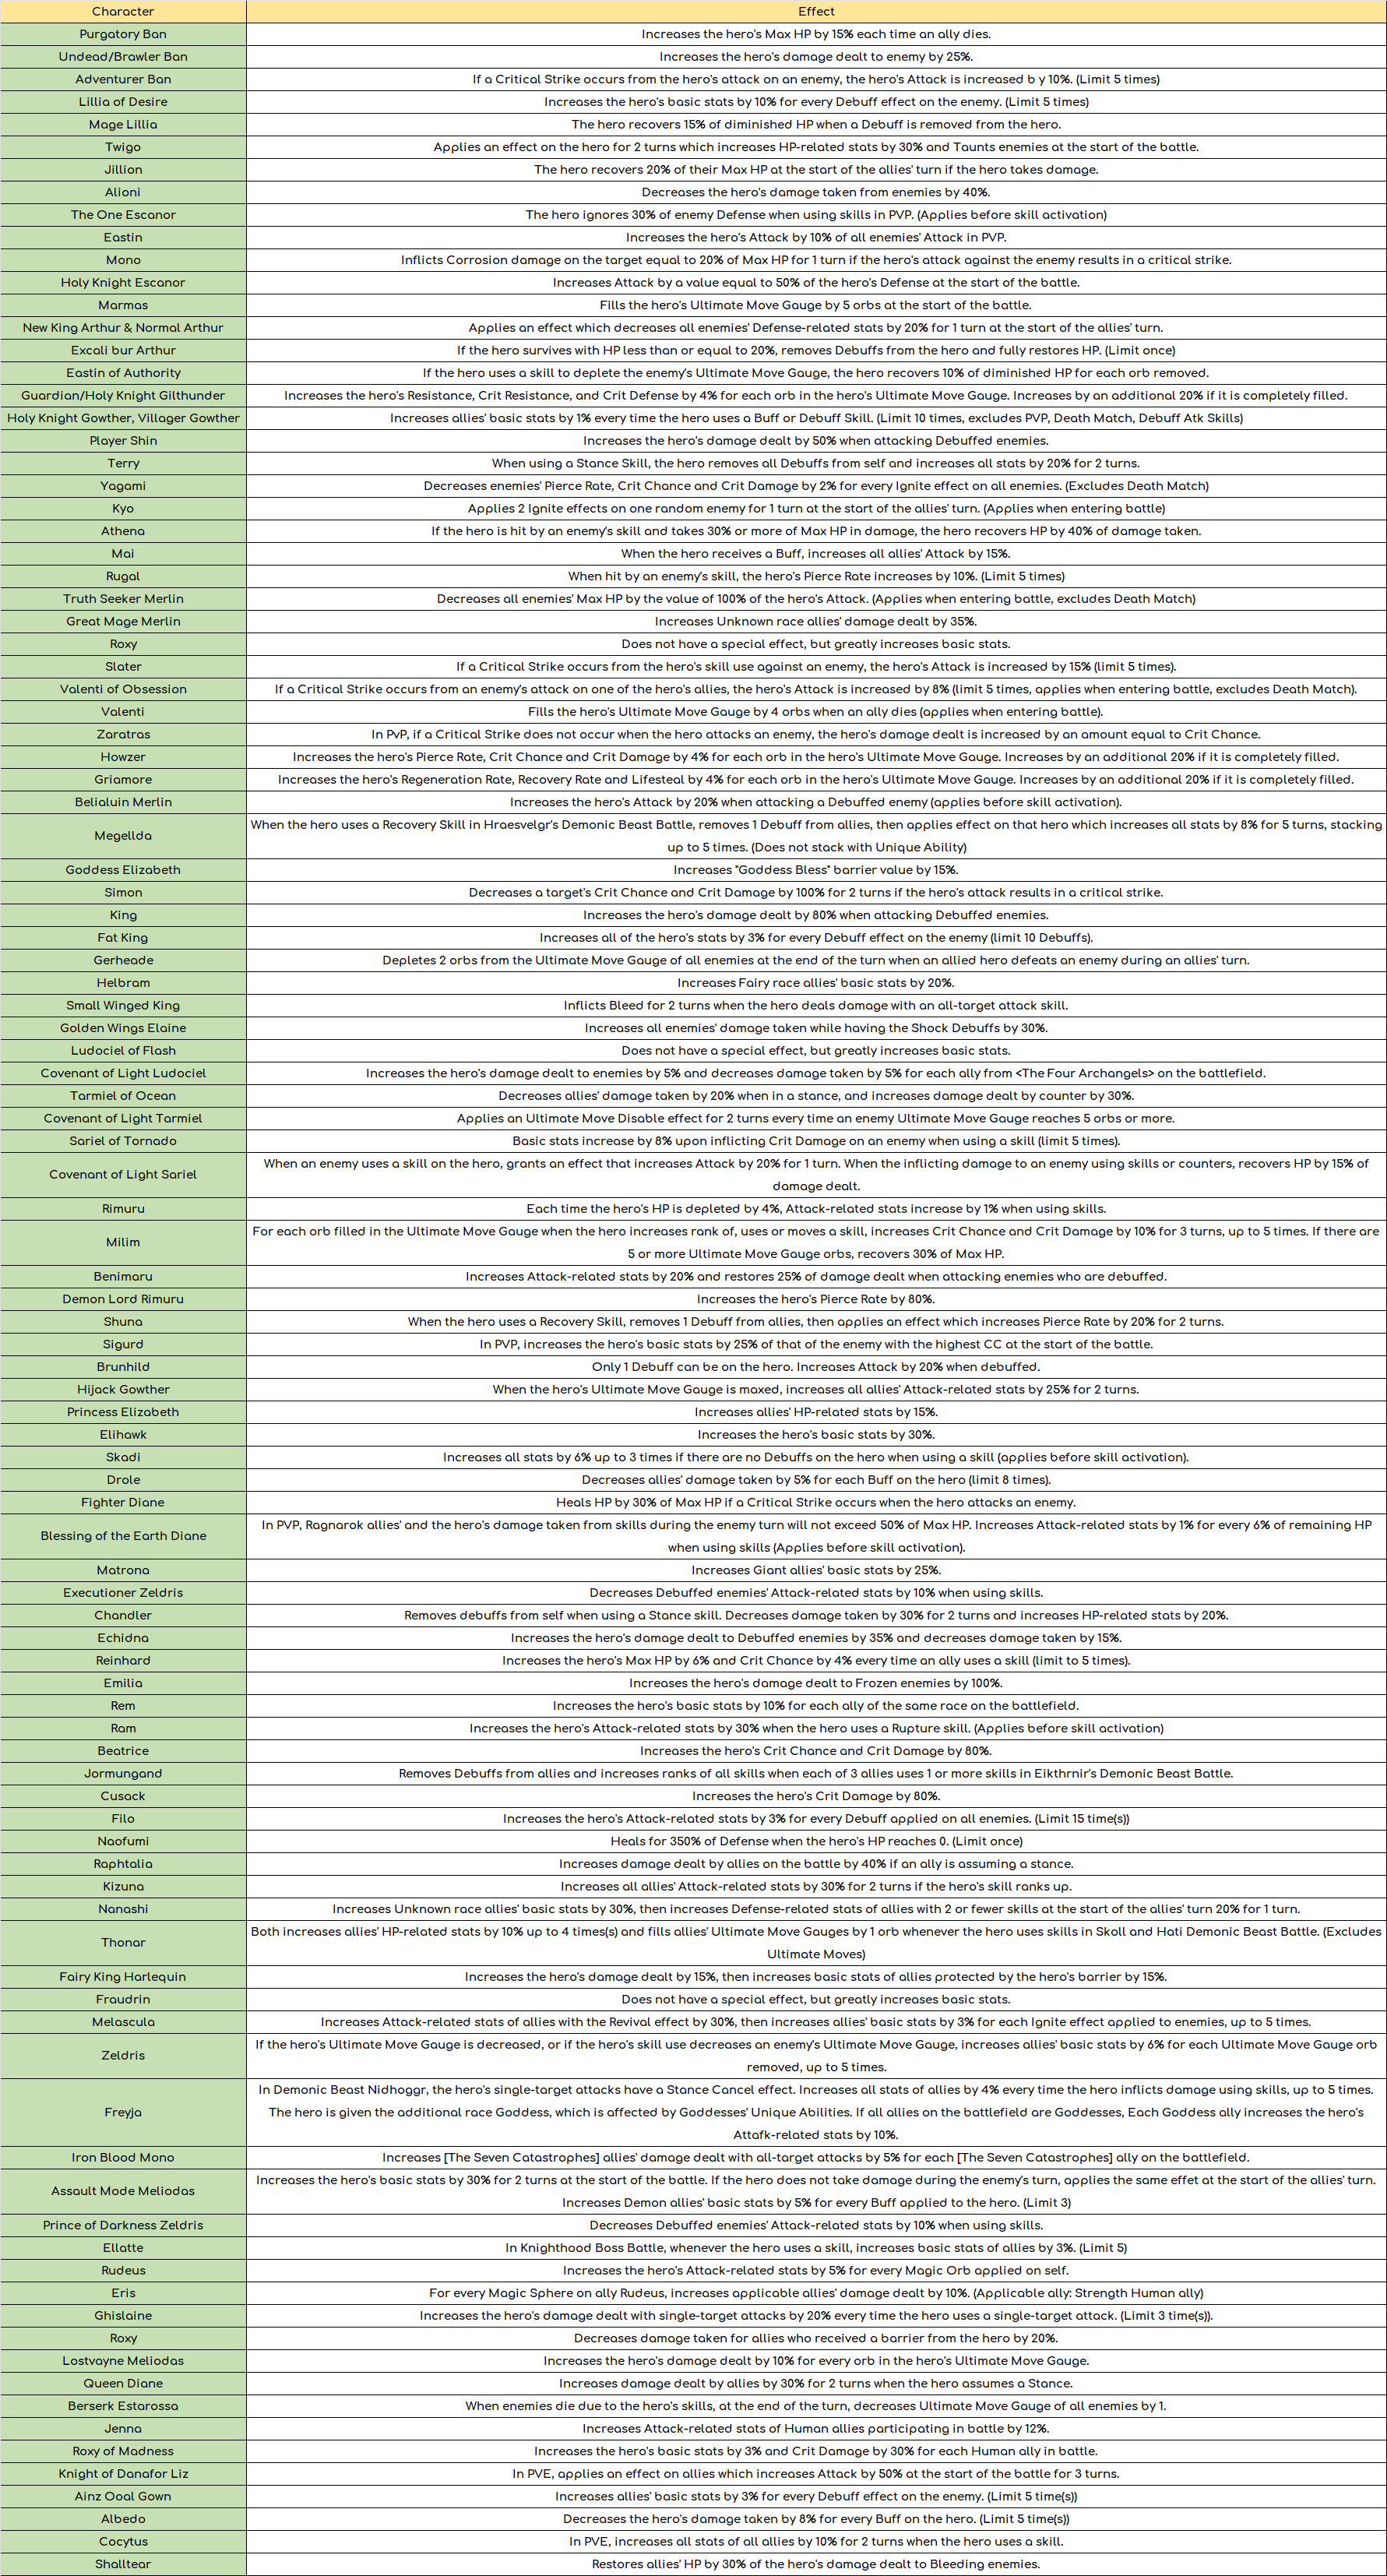 Character Effect
Purgatory Ban Increases the hero's Max HP by 15% each time an ally dies.
Undead/Brawler Ban Increases the hero's damage dealt to enemy by 25%.
Adventurer Ban If a Critical Strike occurs from the hero's attack on an enemy, the hero's Attack is increased b y 10%. (Limit 5 times)
Lillia of Desire Increases the hero's basic stats by 10% for every Debuff effect on the enemy. (Limit 5 times)
Mage Lillia The hero recovers 15% of diminished HP when a Debuff is removed from the hero.
Twigo Applies an effect on the hero for 2 turns which increases HP-related stats by 30% and Taunts enemies at the start of the battle.
Jillion The hero recovers 20% of their Max HP at the start of the allies' turn if the hero takes damage.
Alioni Decreases the hero's damage taken from enemies by 40%.
The One Escanor The hero ignores 30% of enemy Defense when using skills in PVP. (Applies before skill activation)
Eastin Increases the hero's Attack by 10% of all enemies' Attack in PVP.
Mono Inflicts Corrosion damage on the target equal to 20% of Max HP for 1 turn if the hero's attack against the enemy results in a critical strike.
Holy Knight Escanor Increases Attack by a value equal to 50% of the hero's Defense at the start of the battle.
Marmas Fills the hero's Ultimate Move Gauge by 5 orbs at the start of the battle.
New King Arthur & Normal Arthur Applies an effect which decreases all enemies' Defense-related stats by 20% for 1 turn at the start of the allies' turn.
Excali bur Arthur If the hero survives with HP less than or equal to 20%, removes Debuffs from the hero and fully restores HP. (Limit once)
Eastin of Authority If the hero uses a skill to deplete the enemy's Ultimate Move Gauge, the hero recovers 10% of diminished HP for each orb removed.
Guardian/Holy Knight Gilthunder Increases the hero's Resistance, Crit Resistance, and Crit Defense by 4% for each orb in the hero's Ultimate Move Gauge. Increases by an additional 20% if it is completely filled.
Holy Knight Gowther, Villager Gowther Increases allies' basic stats by 1% every time the hero uses a Buff or Debuff Skill. (Limit 10 times, excludes PVP, Death Match, Debuff Atk Skills)
Player Shin Increases the hero's damage dealt by 50% when attacking Debuffed enemies.
Terry When using a Stance Skill, the hero removes all Debuffs from self and increases all stats by 20% for 2 turns.
Yagami Decreases enemies' Pierce Rate, Crit Chance and Crit Damage by 2% for every Ignite effect on all enemies. (Excludes Death Match)
Kyo Applies 2 Ignite effects on one random enemy for 1 turn at the start of the allies' turn. (Applies when entering battle)
Athena If the hero is hit by an enemy's skill and takes 30% or more of Max HP in damage, the hero recovers HP by 40% of damage taken.
Mai When the hero receives a Buff, increases all allies' Attack by 15%.
Rugal When hit by an enemy's skill, the hero's Pierce Rate increases by 10%. (Limit 5 times)
Truth Seeker Merlin Decreases all enemies' Max HP by the value of 100% of the hero's Attack. (Applies when entering battle, excludes Death Match)
Great Mage Merlin Increases Unknown race allies' damage dealt by 35%.
Roxy Does not have a special effect, but greatly increases basic stats.
Slater If a Critical Strike occurs from the hero's skill use against an enemy, the hero's Attack is increased by 15% (limit 5 times).
Valenti of Obsession If a Critical Strike occurs from an enemy's attack on one of the hero's allies, the hero's Attack is increased by 8% (limit 5 times, applies when entering battle, excludes Death Match).
Valenti Fills the hero's Ultimate Move Gauge by 4 orbs when an ally dies (applies when entering battle).
Zaratras In PvP, if a Critical Strike does not occur when the hero attacks an enemy, the hero's damage dealt is increased by an amount equal to Crit Chance.
Howzer Increases the hero's Pierce Rate, Crit Chance and Crit Damage by 4% for each orb in the hero's Ultimate Move Gauge. Increases by an additional 20% if it is completely filled.
Griamore Increases the hero's Regeneration Rate, Recovery Rate and Lifesteal by 4% for each orb in the hero's Ultimate Move Gauge. Increases by an additional 20% if it is completely filled.
Belialuin Merlin Increases the hero's Attack by 20% when attacking a Debuffed enemy (applies before skill activation).
Megellda When the hero uses a Recovery Skill in Hraesvelgr's Demonic Beast Battle, removes 1 Debuff from allies, then applies effect on that hero which increases all stats by 8% for 5 turns, stacking
up to 5 times. (Does not stack with Unique Ability)
Goddess Elizabeth Increases "Goddess Bless" barrier value by 15%.
Simon Decreases a target's Crit Chance and Crit Damage by 100% for 2 turns if the hero's attack results in a critical strike.
King Increases the hero's damage dealt by 80% when attacking Debuffed enemies.
Fat King Increases all of the hero's stats by 3% for every Debuff effect on the enemy (limit 10 Debuffs).
Gerheade Depletes 2 orbs from the Ultimate Move Gauge of all enemies at the end of the turn when an allied hero defeats an enemy during an allies' turn.
Helbram Increases Fairy race allies' basic stats by 20%.
Small Winged King Inflicts Bleed for 2 turns when the hero deals damage with an all-target attack skill.
Golden Wings Elaine Increases all enemies' damage taken while having the Shock Debuffs by 30%.
Ludociel of Flash Does not have a special effect, but greatly increases basic stats.
Covenant of Light Ludociel Increases the hero's damage dealt to enemies by 5% and decreases damage taken by 5% for each ally from <The Four Archangels> on the battlefield.
Tarmiel of Ocean Decreases allies' damage taken by 20% when in a stance, and increases damage dealt by counter by 30%.
Covenant of Light Tarmiel Applies an Ultimate Move Disable effect for 2 turns every time an enemy Ultimate Move Gauge reaches 5 orbs or more.
Sariel of Tornado Basic stats increase by 8% upon inflicting Crit Damage on an enemy when using a skill (limit 5 times).
Covenant of Light Sariel When an enemy uses a skill on the hero, grants an effect that increases Attack by 20% for 1 turn. When the inflicting damage to an enemy using skills or counters, recovers HP by 15% of
damage dealt.
Rimuru Each time the hero's HP is depleted by 4%, Attack-related stats increase by 1% when using skills.
Milim For each orb filled in the Ultimate Move Gauge when the hero increases rank of, uses or moves a skill, increases Crit Chance and Crit Damage by 10% for 3 turns, up to 5 times. If there are
5 or more Ultimate Move Gauge orbs, recovers 30% of Max HP.
Benimaru Increases Attack-related stats by 20% and restores 25% of damage dealt when attacking enemies who are debuffed.
Demon Lord Rimuru Increases the hero's Pierce Rate by 80%.
Shuna When the hero uses a Recovery Skill, removes 1 Debuff from allies, then applies an effect which increases Pierce Rate by 20% for 2 turns.
Sigurd In PVP, increases the hero's basic stats by 25% of that of the enemy with the highest CC at the start of the battle.
Brunhild Only 1 Debuff can be on the hero. Increases Attack by 20% when debuffed.
Hijack Gowther When the hero's Ultimate Move Gauge is maxed, increases all allies' Attack-related stats by 25% for 2 turns.
Princess Elizabeth Increases allies' HP-related stats by 15%.
Elihawk Increases the hero's basic stats by 30%.
Skadi Increases all stats by 6% up to 3 times if there are no Debuffs on the hero when using a skill (applies before skill activation).
Drole Decreases allies' damage taken by 5% for each Buff on the hero (limit 8 times).
Fighter Diane Heals HP by 30% of Max HP if a Critical Strike occurs when the hero attacks an enemy.
Blessing of the Earth Diane In PVP, Ragnarok allies' and the hero's damage taken from skills during the enemy turn will not exceed 50% of Max HP. Increases Attack-related stats by 1% for every 6% of remaining HP
when using skills (Applies before skill activation).
Matrona Increases Giant allies' basic stats by 25%.
Executioner Zeldris Decreases Debuffed enemies' Attack-related stats by 10% when using skills.
Chandler Removes debuffs from self when using a Stance skill. Decreases damage taken by 30% for 2 turns and increases HP-related stats by 20%.
Echidna Increases the hero's damage dealt to Debuffed enemies by 35% and decreases damage taken by 15%.
Reinhard Increases the hero's Max HP by 6% and Crit Chance by 4% every time an ally uses a skill (limit to 5 times).
Emilia Increases the hero's damage dealt to Frozen enemies by 100%.
Rem Increases the hero's basic stats by 10% for each ally of the same race on the battlefield.
Ram Increases the hero's Attack-related stats by 30% when the hero uses a Rupture skill. (Applies before skill activation)
Beatrice Increases the hero's Crit Chance and Crit Damage by 80%.
Jormungand Removes Debuffs from allies and increases ranks of all skills when each of 3 allies uses 1 or more skills in Eikthrnir's Demonic Beast Battle.
Cusack Increases the hero's Crit Damage by 80%.
Filo Increases the hero's Attack-related stats by 3% for every Debuff applied on all enemies. (Limit 15 time(s))
Naofumi Heals for 350% of Defense when the hero's HP reaches 0. (Limit once)
Raphtalia Increases damage dealt by allies on the battle by 40% if an ally is assuming a stance.
Kizuna Increases all allies' Attack-related stats by 30% for 2 turns if the hero's skill ranks up.
Nanashi Increases Unknown race allies' basic stats by 30%, then increases Defense-related stats of allies with 2 or fewer skills at the start of the allies' turn 20% for 1 turn.
Thonar Both increases allies' HP-related stats by 10% up to 4 times(s) and fills allies' Ultimate Move Gauges by 1 orb whenever the hero uses skills in Skoll and Hati Demonic Beast Battle. (Excludes
Ultimate Moves)
Fairy King Harlequin Increases the hero's damage dealt by 15%, then increases basic stats of allies protected by the hero's barrier by 15%.
Fraudrin Does not have a special effect, but greatly increases basic stats.
Melascula Increases Attack-related stats of allies with the Revival effect by 30%, then increases allies' basic stats by 3% for each Ignite effect applied to enemies, up to 5 times.
Zeldris If the hero's Ultimate Move Gauge is decreased, or if the hero's skill use decreases an enemy's Ultimate Move Gauge, increases allies' basic stats by 6% for each Ultimate Move Gauge orb
removed, up to 5 times.
Freyja In Demonic Beast Nidhoggr, the hero's single-target attacks have a Stance Cancel effect. Increases all stats of allies by 4% every time the hero inflicts damage using skills, up to 5 times.
The hero is given the additional race Goddess, which is affected by Goddesses' Unique Abilities. If all allies on the battlefield are Goddesses, Each Goddess ally increases the hero's
Attafk-related stats by 10%.
Iron Blood Mono Increases [The Seven Catastrophes] allies' damage dealt with all-target attacks by 5% for each [The Seven Catastrophes] ally on the battlefield.
Assault Mode Meliodas Increases the hero's basic stats by 30% for 2 turns at the start of the battle. If the hero does not take damage during the enemy's turn, applies the same effet at the start of the allies' turn.
Increases Demon allies' basic stats by 5% for every Buff applied to the hero. (Limit 3)
Prince of Darkness Zeldris Decreases Debuffed enemies' Attack-related stats by 10% when using skills.
Ellatte In Knighthood Boss Battle, whenever the hero uses a skill, increases basic stats of allies by 3%. (Limit 5)
Rudeus Increases the hero's Attack-related stats by 5% for every Magic Orb applied on self.
Eris For every Magic Sphere on ally Rudeus, increases applicable allies' damage dealt by 10%. (Applicable ally: Strength Human ally)
Ghislaine Increases the hero's damage dealt with single-target attacks by 20% every time the hero uses a single-target attack. (Limit 3 time(s)).
Roxy Decreases damage taken for allies who received a barrier from the hero by 20%.
Lostvayne Meliodas Increases the hero's damage dealt by 10% for every orb in the hero's Ultimate Move Gauge.
Queen Diane Increases damage dealt by allies by 30% for 2 turns when the hero assumes a Stance.
Berserk Estarossa When enemies die due to the hero's skills, at the end of the turn, decreases Ultimate Move Gauge of all enemies by 1.
Jenna Increases Attack-related stats of Human allies participating in battle by 12%.
Roxy of Madness Increases the hero's basic stats by 3% and Crit Damage by 30% for each Human ally in battle.
Knight of Danafor Liz In PVE, applies an effect on allies which increases Attack by 50% at the start of the battle for 3 turns.
Ainz Ooal Gown Increases allies' basic stats by 3% for every Debuff effect on the enemy. (Limit 5 time(s))
Albedo Decreases the hero's damage taken by 8% for every Buff on the hero. (Limit 5 time(s))
Cocytus In PVE, increases all stats of all allies by 10% for 2 turns when the hero uses a skill.
Shalltear Restores allies' HP by 30% of the hero's damage dealt to Bleeding enemies.